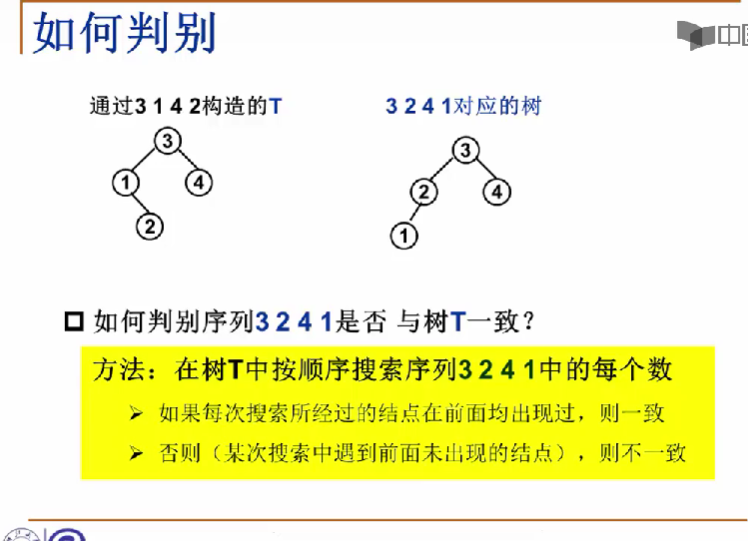 如何判别
中
通过3 1 4 2构造的T
3 2 4 1对应的树
3
1
4
2
3
2
4
1
如何判别序列3 2 4 1是否 与树T一致？
方法：在树T中按顺序搜索序列3 2 4 1中的每个数
如果每次搜索所经过的结点在前面均出现过，则一致
否则（某次搜索中遇到前面未出现的结点），则不一致